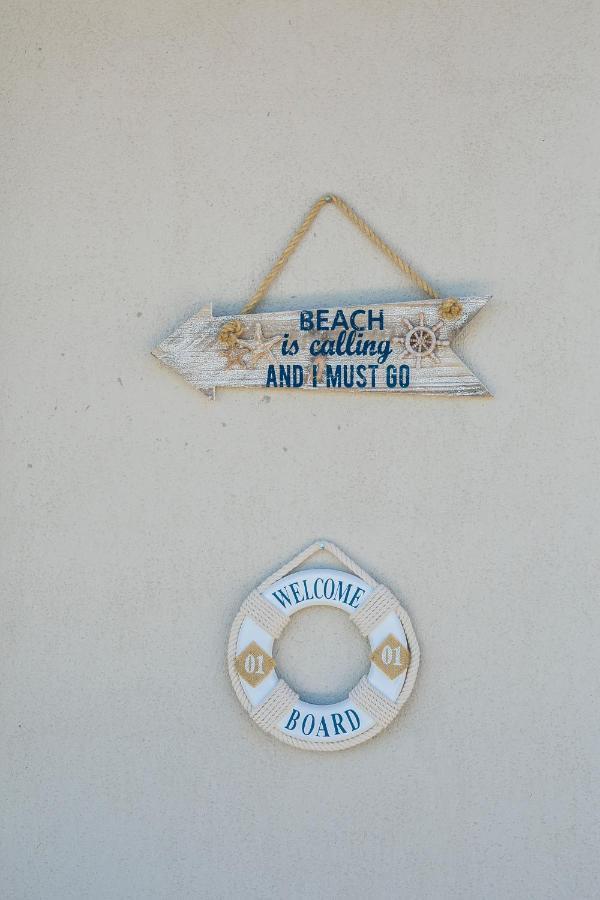 BEACH
is calling
AND I MUST GO
WELCOME
01 01
BOARD